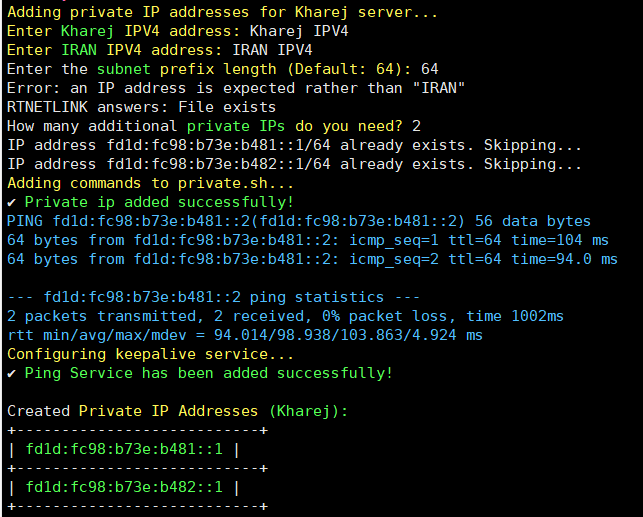 Adding private IP addresses for Kharej server...
Enter Kharej IPV4 address: Kharej IPV4
Enter IRAN IPV4 address: IRAN IPV4
Enter the subnet prefix length (Default: 64): 64
Error: an IP address is expected rather than "IRAN"
RTNETLINK answers: File exists
How many additional private IPs do you need? 2
IP address fd1d:fc98:b73e:b481::1/64 already exists. Skipping...
IP address fd1d:fc98:b73e:b482::1/64 already exists. Skipping...
Adding commands to private.sh...
✔ Private ip added successfully!
PING fd1d:fc98:b73e:b481::2(fd1d:fc98:b73e:b481::2) 56 data bytes
64 bytes from fd1d:fc98:b73e:b481::2: icmp_seq=1 ttl=64 time=104 ms
64 bytes from fd1d:fc98:b73e:b481::2: icmp_seq=2 ttl=64 time=94.0 ms
--- fd1d:fc98:b73e:b481::2 ping statistics ---
2 packets transmitted, 2 received, 0% packet loss, time 1002ms
rtt min/avg/max/mdev = 94.014/98.938/103.863/4.924 ms
Configuring keepalive service...
✔ Ping Service has been added successfully!
Created Private IP Addresses (Kharej):
+---------------------------+
| fd1d:fc98:b73e:b481::1 |
+---------------------------+
| fd1d:fc98:b73e:b482::1 |
+---------------------------+